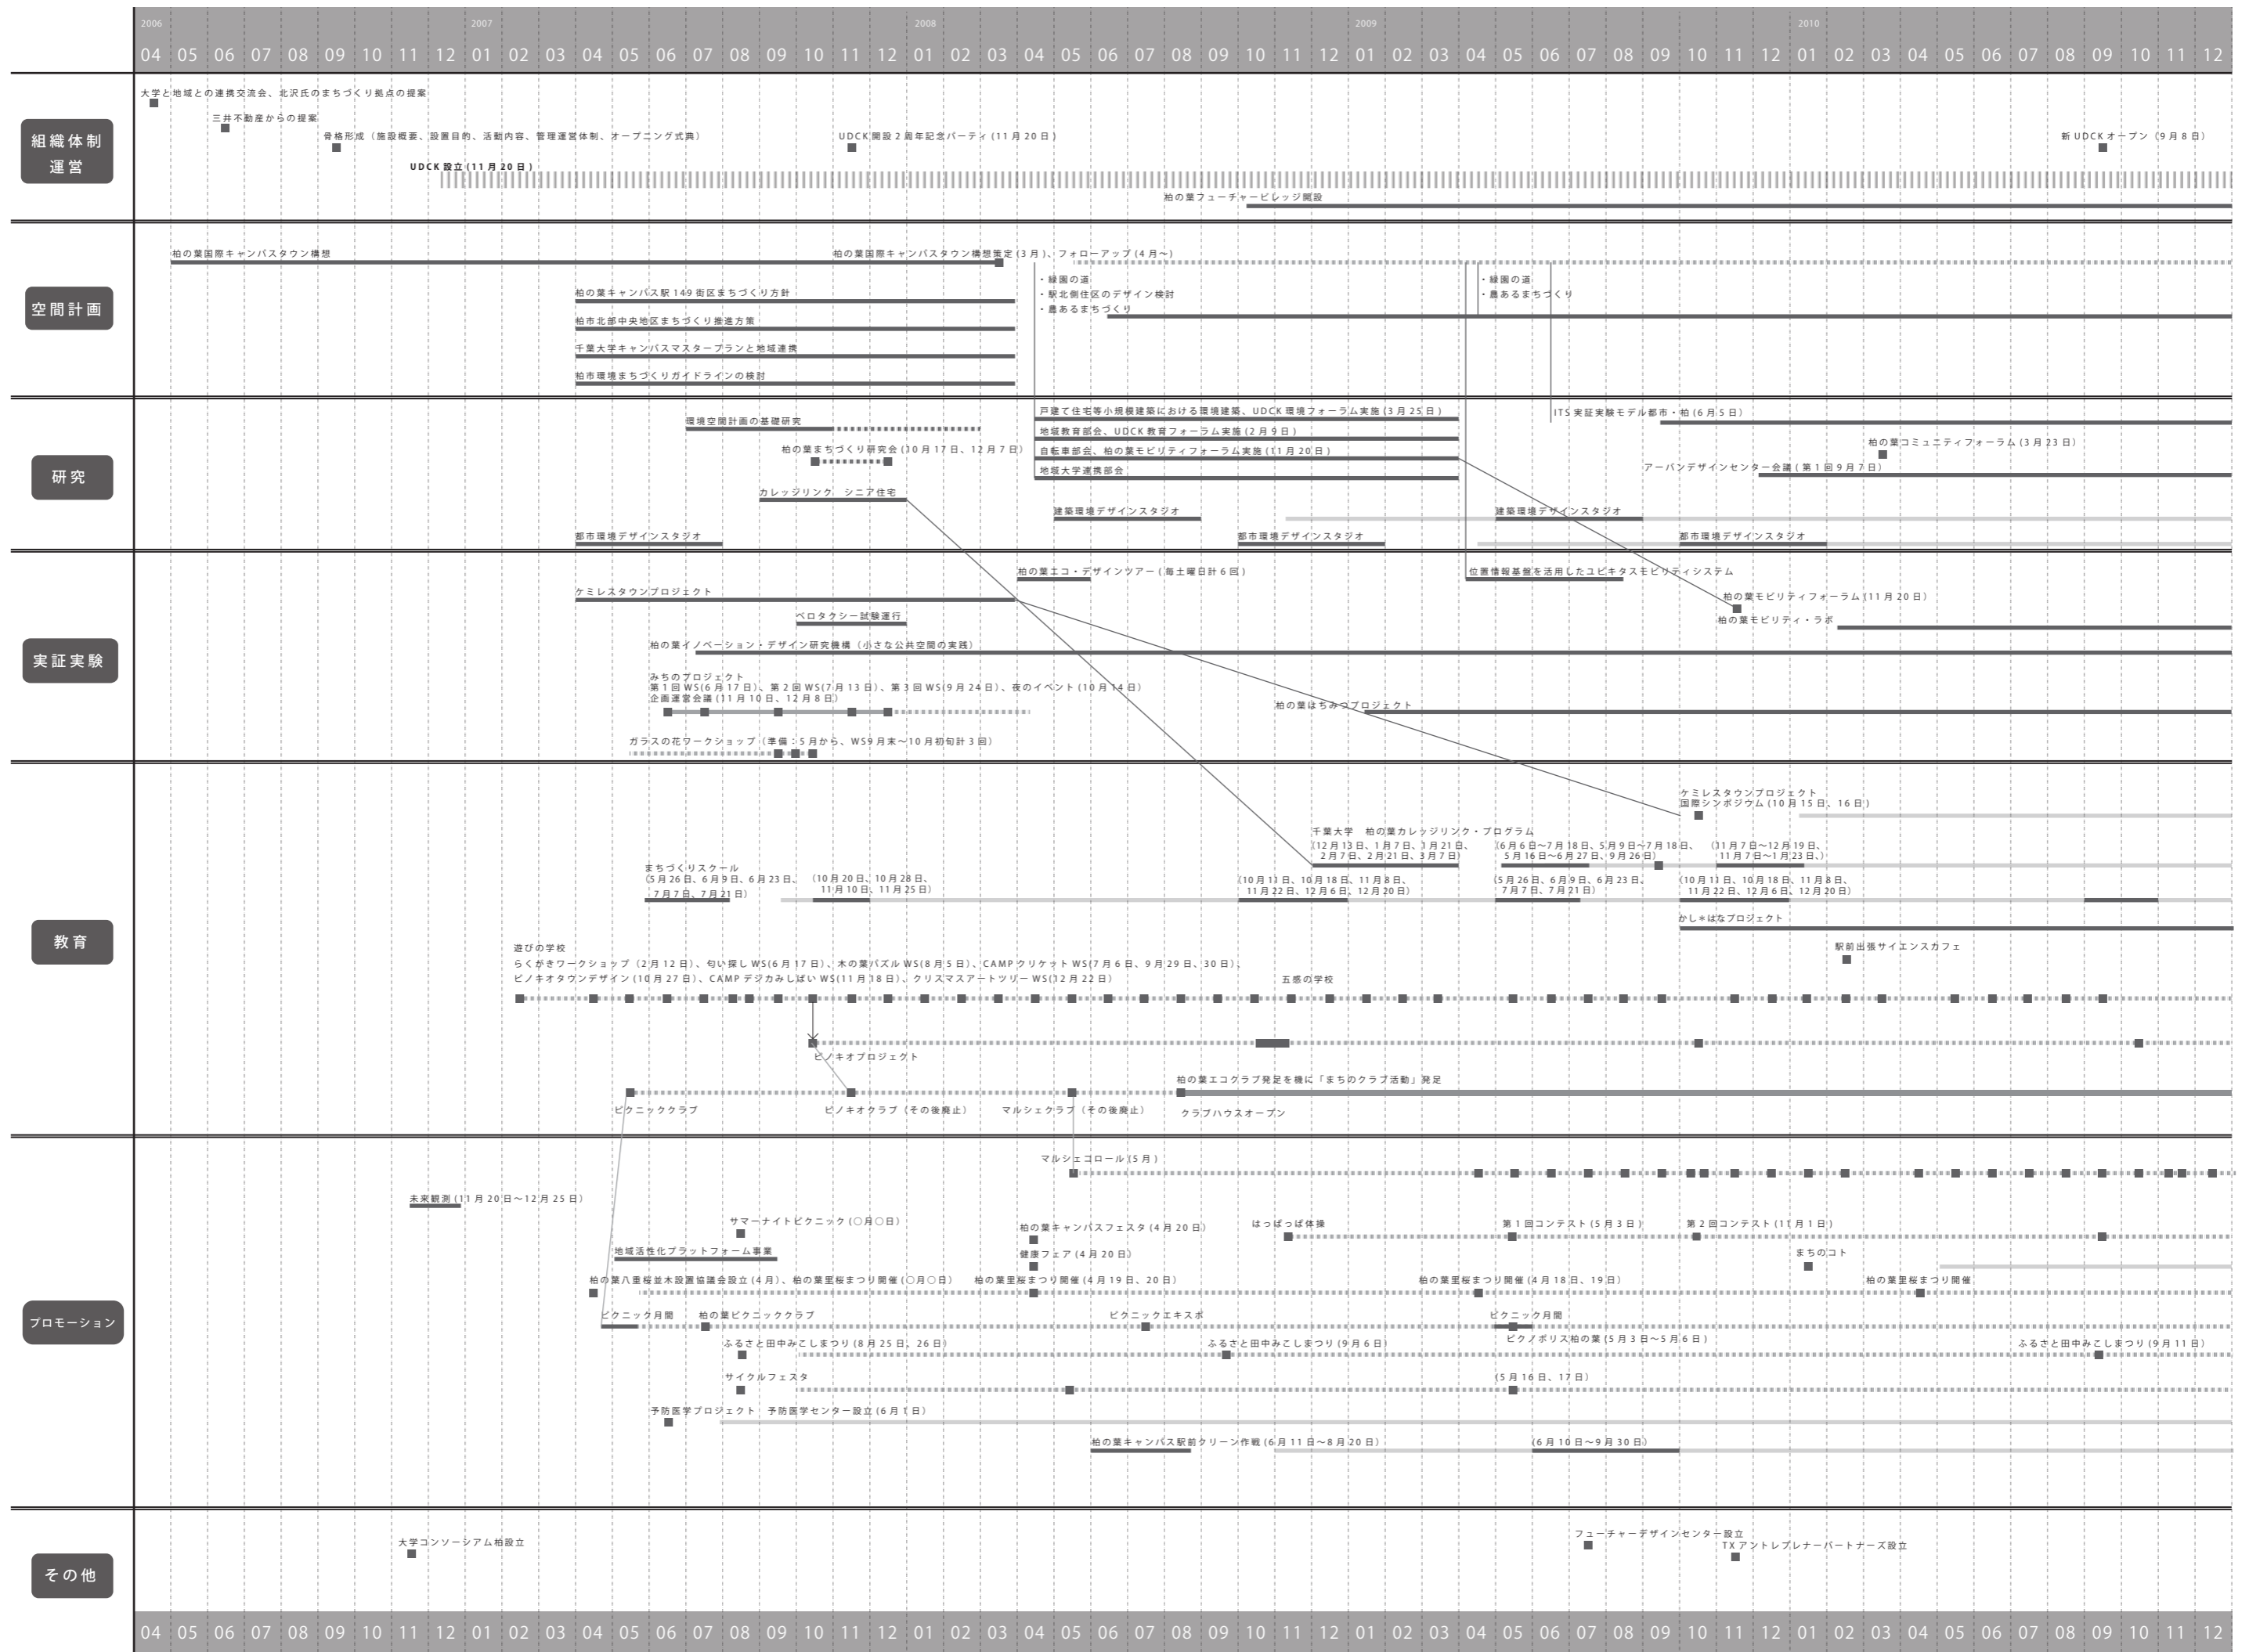 2006 2007 2008 2009 2010
04 05 06 07 08 09 10 11 12 01 02 03 04 05 06 07 08 09 10 11 12 01 02 03 04 05 06 07 08 09 10 11 12 01 02 03 04 05 06 07 08 09 10 11 12 01 02 03 04 05 06 07 08 09 10 11 12
組織体制
運営
大学と地域との連携交流会、北沢氏のまちづくり拠点の提案
三井不動産からの提案
骨格形成（施設概要、設置目的、活動内容、管理運営体制、オープニング式典）
UDCK開設2周年記念パーティ(11月20日)
新UDCKオープン（9月8日）
UDCK設立(11月20日)
柏の葉フューチャービレッジ開設
空間計画
柏の葉国際キャンパスタウン構想
柏の葉国際キャンパスタウン構想策定(3月)、フォローアップ(4月～)
・緑園の道
・駅北側住区のデザイン検討
・農あるまちづくり
・緑園の道
・農あるまちづくり
柏の葉キャンパス駅149街区まちづくり方針
柏市北部中央地区まちづくり推進方策
千葉大学キャンパスマスタープランと地域連携
柏市環境まちづくりガイドラインの検討
研究
環境空間計画の基礎研究
柏の葉まちづくり研究会(10月17日、12月7日)
カレッジリンク　シニア住宅
都市環境デザインスタジオ
戸建て住宅等小規模建築における環境建築、UDCK環境フォーラム実施(3月25日)
地域教育部会、UDCK教育フォーラム実施(2月9日)
自転車部会、柏の葉モビリティフォーラム実施(11月20日)
地域大学連携部会
建築環境デザインスタジオ
都市環境デザインスタジオ
ITS実証実験モデル都市・柏(6月5日)
柏の葉コミュニティフォーラム(3月23日)
アーバンデザインセンター会議(第1回9月7日)
建築環境デザインスタジオ
都市環境デザインスタジオ
実証実験
柏の葉エコ・デザインツアー(毎土曜日計6回)
位置情報基盤を活用したユビキタスモビリティシステム
ケミレスタウンプロジェクト
柏の葉モビリティフォーラム(11月20日)
ベロタクシー試験運行
柏の葉モビリティ・ラボ
柏の葉イノベーション・デザイン研究機構（小さな公共空間の実践）
みちのプロジェクト
第1回WS(6月17日)、第2回WS(7月13日)、第3回WS(9月24日)、夜のイベント(10月14日)
企画運営会議(11月10日、12月8日)
柏の葉はちみつプロジェクト
ガラスの花ワークショップ（準備：5月から、WS9月末～10月初旬計3回）
教育
ケミレスタウンプロジェクト
国際シンポジウム(10月15日、16日)
千葉大学　柏の葉カレッジリンク・プログラム
(12月13日、1月7日、1月21日、
2月7日、2月21日、3月7日)
(6月6日～7月18日、5月9日～7月18日、
5月16日～6月27日、9月26日)
(11月7日～12月19日、
11月7日～1月23日、)
まちづくりスクール
(5月26日、6月9日、6月23日、
7月7日、7月21日)
(10月20日、10月28日、
11月10日、11月25日)
(10月11日、10月18日、11月8日、
11月22日、12月6日、12月20日)
(5月26日、6月9日、6月23日、
7月7日、7月21日)
(10月11日、10月18日、11月8日、
11月22日、12月6日、12月20日)
かし＊はなプロジェクト
駅前出張サイエンスカフェ
遊びの学校
らくがきワークショップ（2月12日)、匂い探しWS(6月17日)、木の葉パズルWS(8月5日)、CAMPクリケットWS(7月6日、9月29日、30日)、
ピノキオタウンデザイン(10月27日)、CAMPデジカみしばいWS(11月18日)、クリスマスアートツリーWS(12月22日)
五感の学校
ピノキオプロジェクト
柏の葉エコクラブ発足を機に「まちのクラブ活動」発足
ピクニッククラブ
ピノキオクラブ（その後廃止）
マルシェクラブ（その後廃止）
クラブハウスオープン
プロモーション
マルシェコロール(5月)
未来観測(11月20日～12月25日)
サマーナイトピクニック(〇月〇日)
柏の葉キャンパスフェスタ(4月20日)
はっぱっぱ体操
第1回コンテスト(5月3日)
第2回コンテスト(11月1日)
地域活性化プラットフォーム事業
健康フェア(4月20日)
まちのコト
柏の葉八重桜並木設置協議会設立(4月)、柏の葉里桜まつり開催(〇月〇日)
柏の葉里桜まつり開催(4月19日、20日)
柏の葉里桜まつり開催(4月18日、19日)
柏の葉里桜まつり開催
ピクニック月間
柏の葉ピクニッククラブ
ピクニックエキスポ
ピクニック月間
ピクノポリス柏の葉(5月3日～5月6日)
ふるさと田中みこしまつり(8月25日、26日)
ふるさと田中みこしまつり(9月6日)
ふるさと田中みこしまつり(9月11日)
サイクルフェスタ
(5月16日、17日)
予防医学プロジェクト　予防医学センター設立(6月1日)
柏の葉キャンパス駅前クリーン作戦(6月11日～8月20日)
(6月10日～9月30日)
その他
大学コンソーシアム柏設立
フューチャーデザインセンター設立
TXアントレプレナーパートナーズ設立
04 05 06 07 08 09 10 11 12 01 02 03 04 05 06 07 08 09 10 11 12 01 02 03 04 05 06 07 08 09 10 11 12 01 02 03 04 05 06 07 08 09 10 11 12 01 02 03 04 05 06 07 08 09 10 11 12